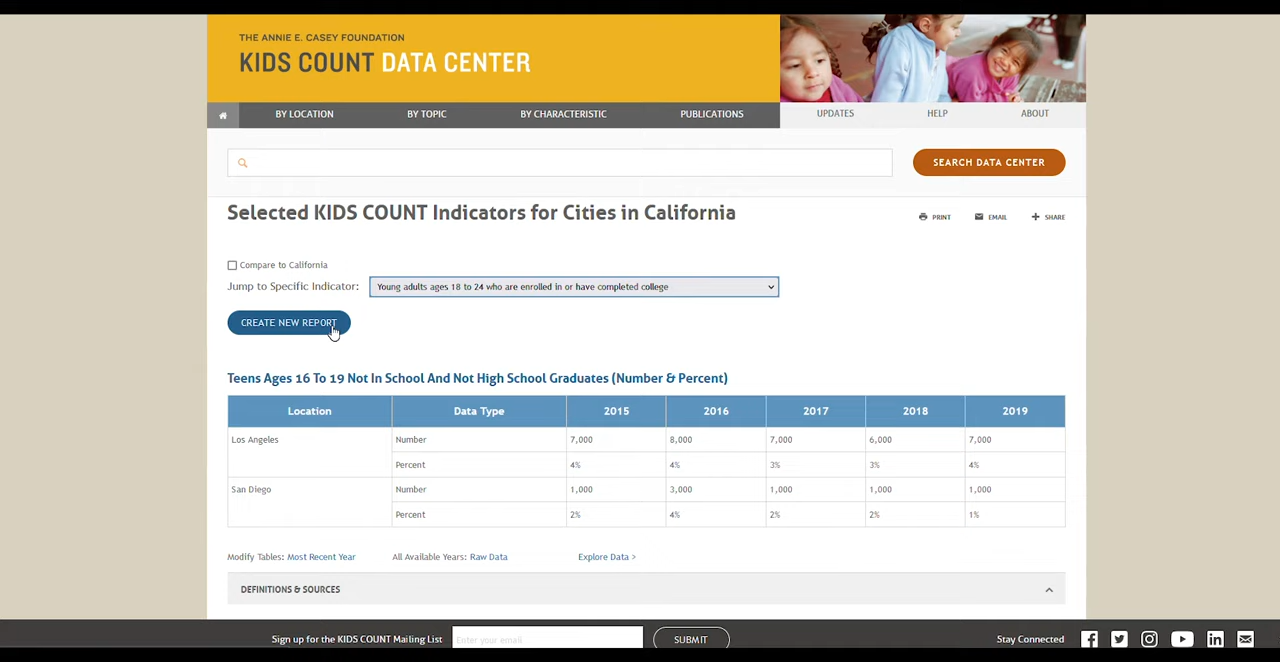 THE ANNIE E. CASEY FOUNDATION
KIDS COUNT DATA CENTER
BY LOCATION BY TOPIC BY CHARACTERISTIC PUBLICATIONS UPDATES HELP ABOUT
SEARCH DATA CENTER
Selected KIDS COUNT Indicators for Cities in California
PRINT EMAIL SHARE
Compare to California
Jump to Specific Indicator: Young adults ages 18 to 24 who are enrolled in or have completed college
CREATE NEW REPORT
Teens Ages 16 To 19 Not In School And Not High School Graduates (Number & Percent)
Location Data Type 2015 2016 2017 2018 2019
Los Angeles Number 7,000 8,000 7,000 6,000 7,000
Percent 4% 4% 3% 3% 4%
San Diego Number 1,000 3,000 1,000 1,000 1,000
Percent 2% 4% 2% 2% 1%
Modify Tables: Most Recent Year All Available Years: Raw Data Explore Data >
DEFINITIONS & SOURCES
Sign up for the KIDS COUNT Mailing List Enter your email SUBMIT Stay Connected